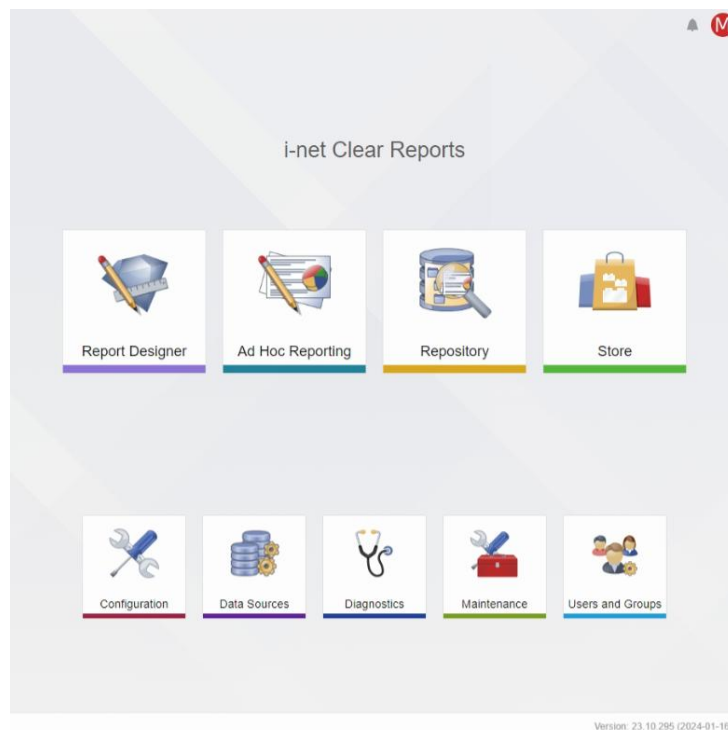 M
i-net Clear Reports
Report Designer
Ad Hoc Reporting
Repository
Store
Configuration
Data Sources
Diagnostics
Maintenance
Users and Groups
Version: 23.10.295 (2024-01-16